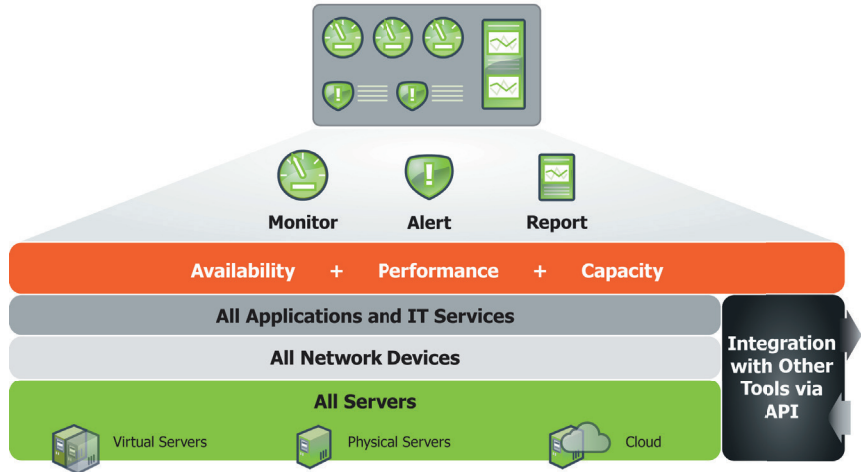 Monitor Alert Report
Availability + Performance + Capacity
All Applications and IT Services
All Network Devices
All Servers
Virtual Servers Physical Servers Cloud
Integration
with Other
Tools via
API